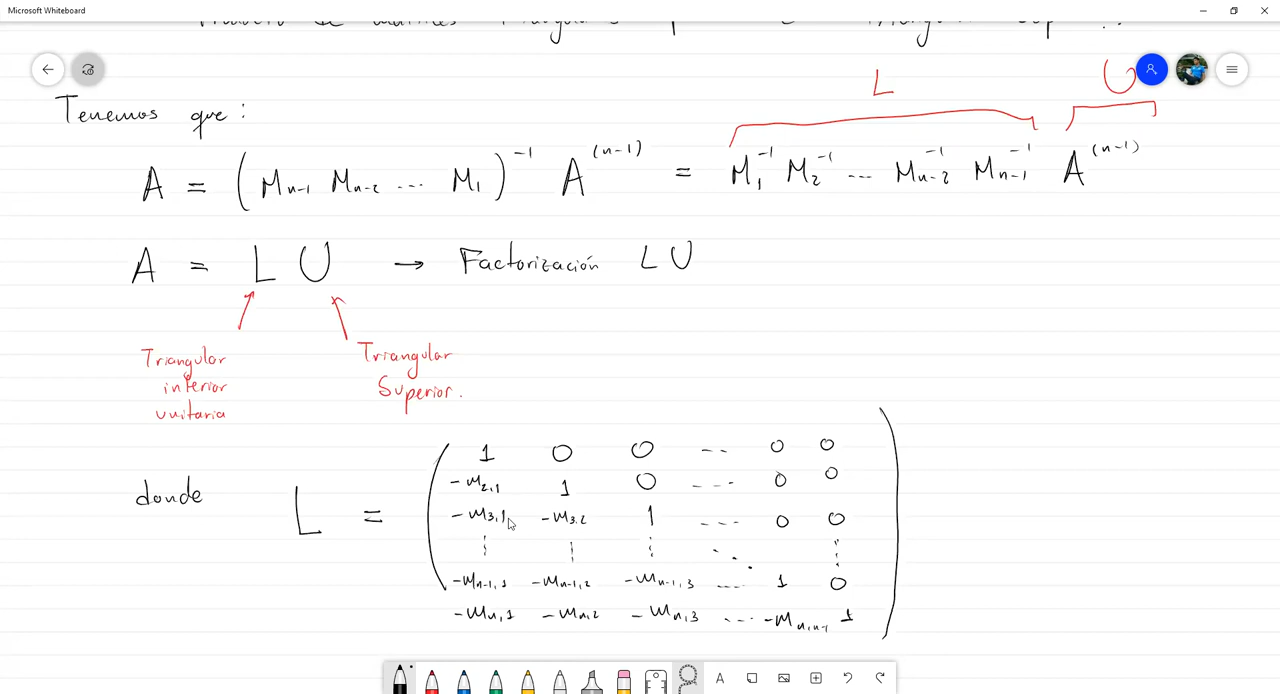 Microsoft Whiteboard
Tenemos que:
L U
A = (M_{n-1} M_{n-2} ... M_1)^{-1} A^{(n-1)} = M_1^{-1} M_2^{-1} ... M_{n-2}^{-1} M_{n-1}^{-1} A^{(n-1)}
A = L U → Factorización L U
Triangular inferior unitaria
Triangular Superior.
donde L =
1 0 0 ... 0 0
-m_{2,1} 1 0 ... 0 0
-m_{3,1} -m_{3,2} 1 ... 0 0
⋮ ⋮ ⋮ ⋱ ⋮
-m_{n-1,1} -m_{n-1,2} -m_{n-1,3} ... 1 0
-m_{n,1} -m_{n,2} -m_{n,3} ... -m_{n,n-1} 1
A